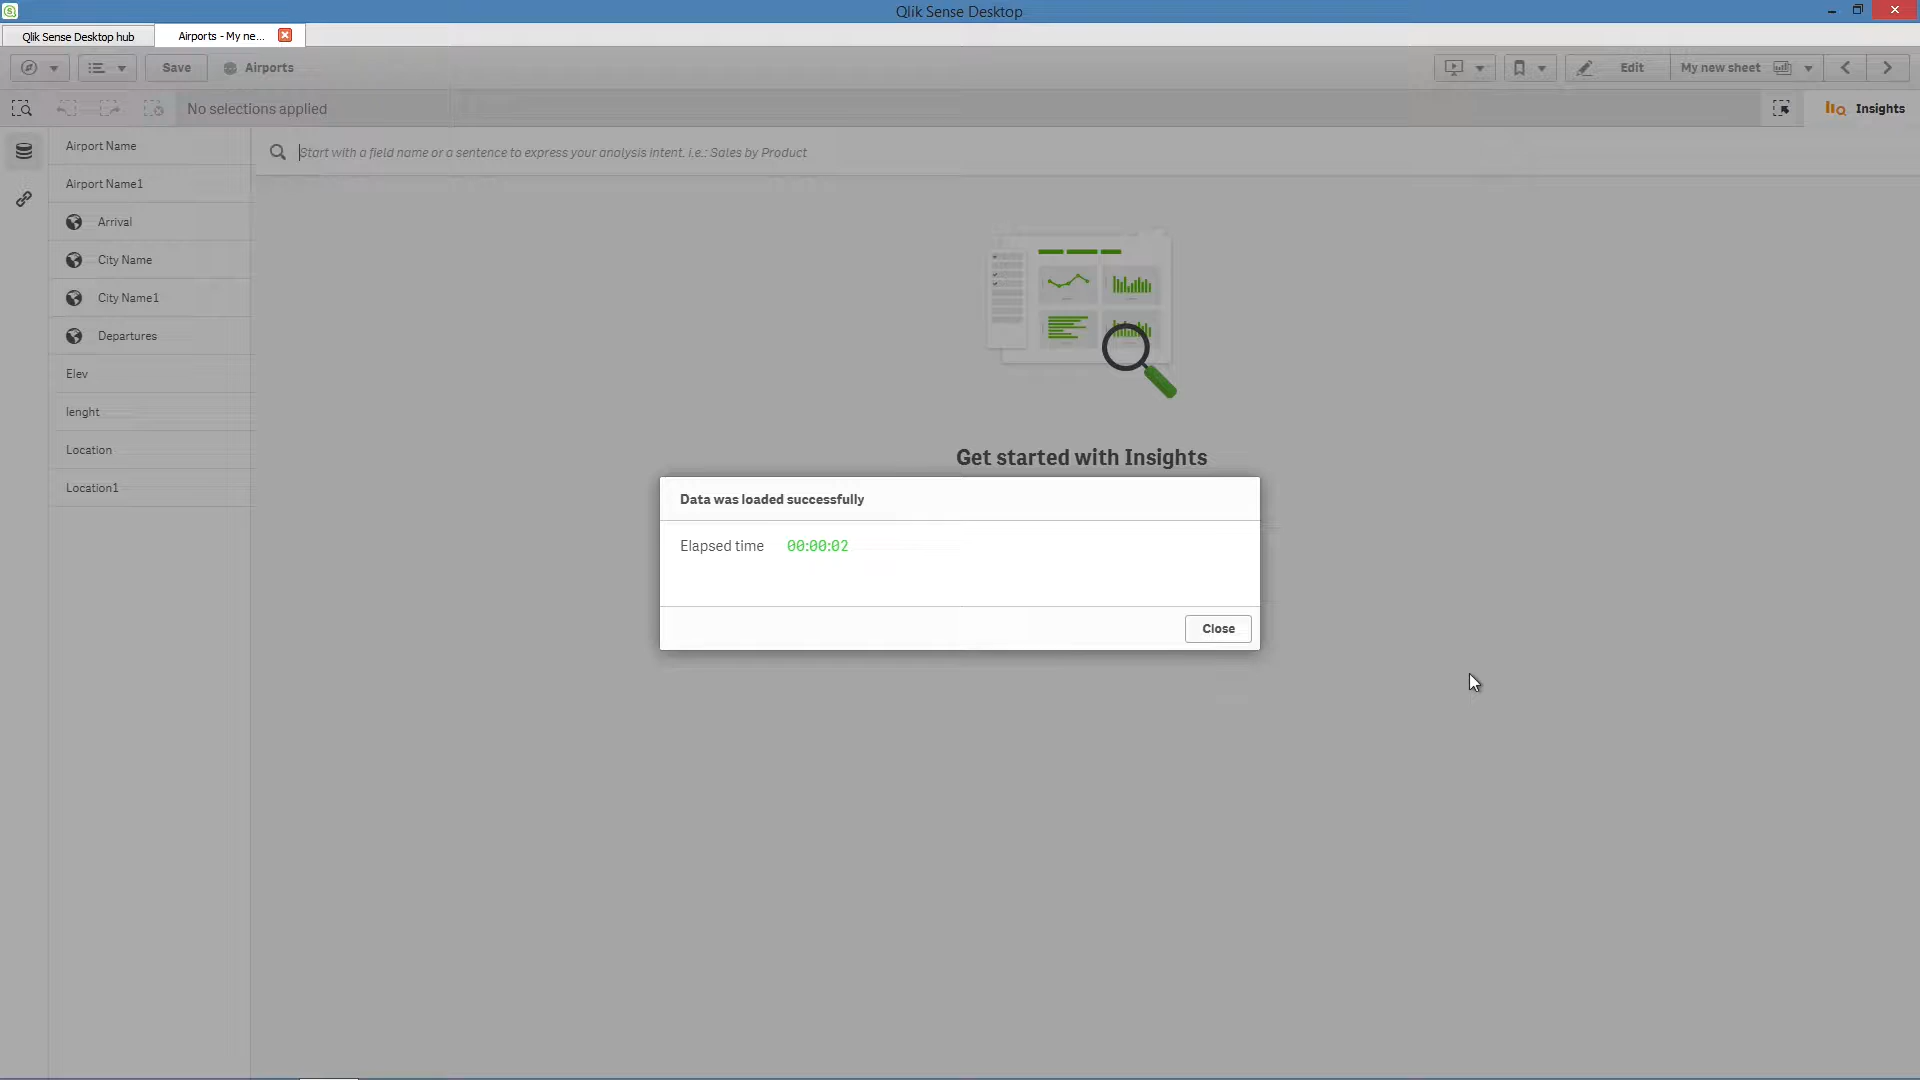 Qlik Sense Desktop
Qlik Sense Desktop hub
Airports - My ne...
Save
Airports
Edit
My new sheet
No selections applied
Insights
Airport Name
Start with a field name or a sentence to express your analysis intent, i.e.: Sales by Product
Airport Name1
Arrival
City Name
City Name1
Departures
Elev
lenght
Location
Location1
Get started with Insights
Data was loaded successfully
Elapsed time 00:00:02
Close